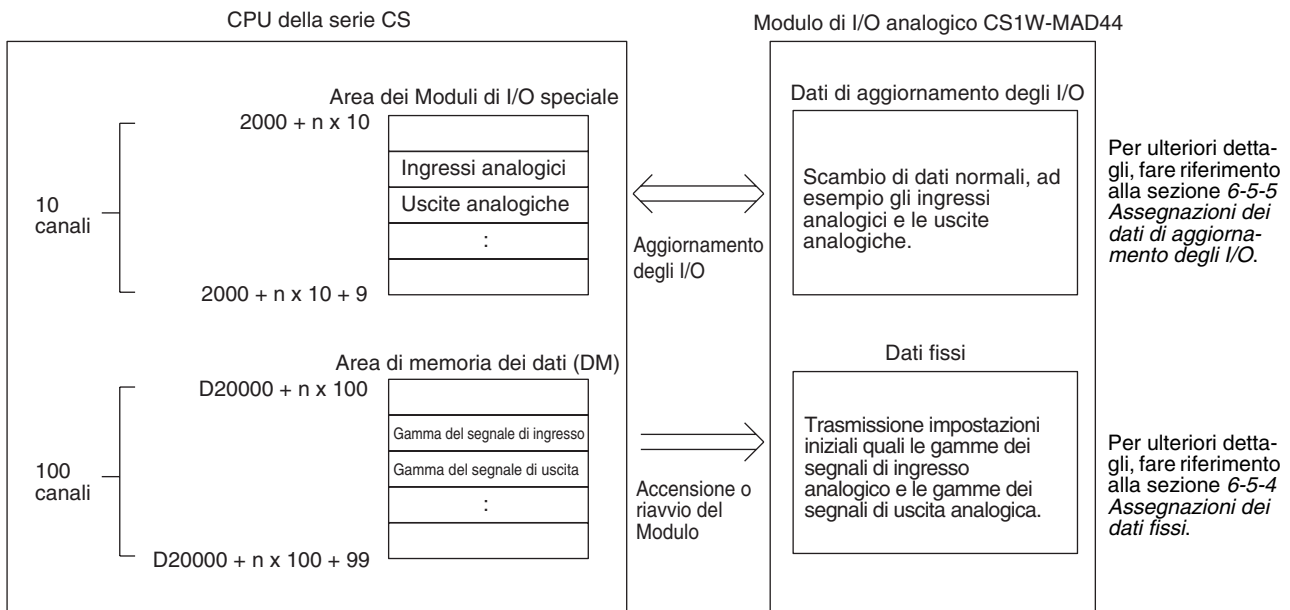 CPU della serie CS
Modulo di I/O analogico CS1W-MAD44
Area dei Moduli di I/O speciale
2000 + n x 10
Ingressi analogici
Uscite analogiche
:
10
canali
2000 + n x 10 + 9
Aggiornamento
degli I/O
Dati di aggiornamento degli I/O
Scambio di dati normali, ad
esempio gli ingressi
analogici e le uscite
analogiche.
Per ulteriori detta-
gli, fare riferimento
alla sezione 6-5-5
Assegnazioni dei
dati di aggiorna-
mento degli I/O.
Area di memoria dei dati (DM)
D20000 + n x 100
Gamma del segnale di ingresso
Gamma del segnale di uscita
:
100
canali
D20000 + n x 100 + 99
Accensione o
riavvio del
Modulo
Dati fissi
Trasmissione impostazioni
iniziali quali le gamme dei
segnali di ingresso
analogico e le gamme dei
segnali di uscita analogica.
Per ulteriori detta-
gli, fare riferimento
alla sezione 6-5-4
Assegnazioni dei
dati fissi.